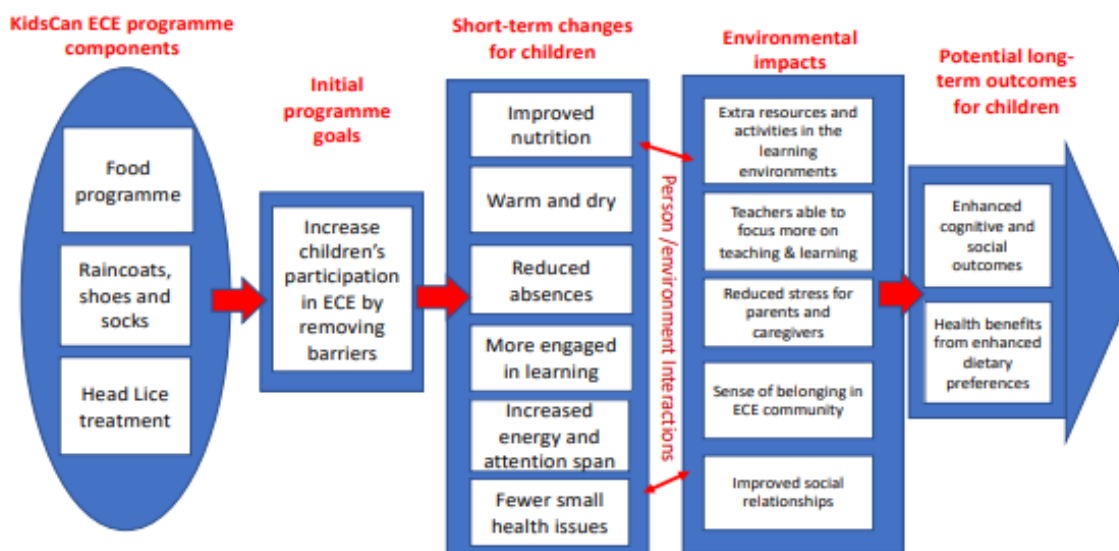 KidsCan ECE programme
components
Food
programme
Raincoats,
shoes and
socks
Head Lice
treatment
Initial
programme
goals
Increase
children's
participation
in ECE by
removing
barriers
Short-term changes
for children
Improved
nutrition
Warm and dry
Reduced
absences
More engaged
in learning
Increased
energy and
attention span
Fewer small
health issues
Person /environment Interactions
Environmental
impacts
Extra resources and
activities in the
learning
environments
Teachers able to
focus more on
teaching & learning
Reduced stress for
parents and
caregivers
Sense of belonging in
ECE community
Improved social
relationships
Potential long-
term outcomes
for children
Enhanced
cognitive and
social
outcomes
Health benefits
from enhanced
dietary
preferences